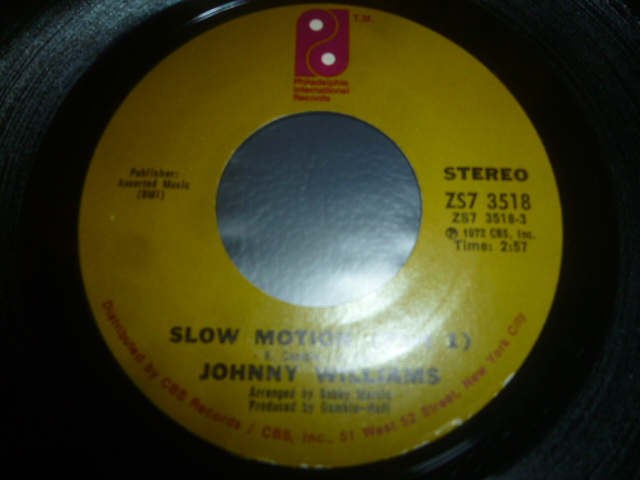 T.M.
Philadelphia
International
Records
Publisher:
Assorted Music
(BMI)
STEREO
ZS7 3518
ZS7 3518-3
Ⓟ 1972 CBS, Inc.
Time: 2:57
SLOW MOTION I)
JOHNNY WILLIAMS
Arranged by Bobby Martin
Produced by Gamble-Huff
Distributed by CBS Records / CBS, Inc., 51 West 52 Street, New York City